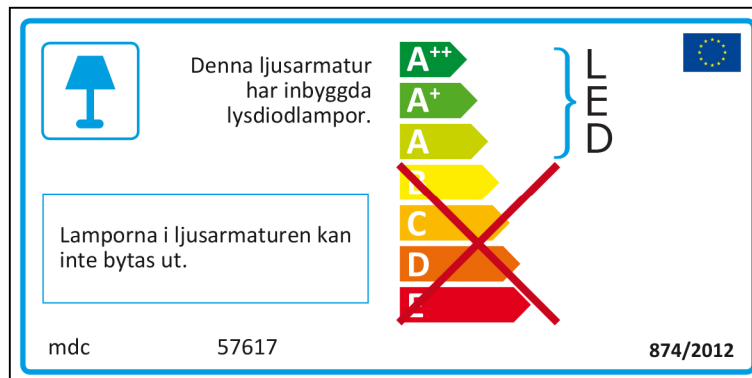 Denna ljusarmatur
har inbyggda
lysdiodlampor.
A++
A+
A
B
C
D
E
L
E
D
Lamporna i ljusarmaturen kan
inte bytas ut.
mdc 57617
874/2012